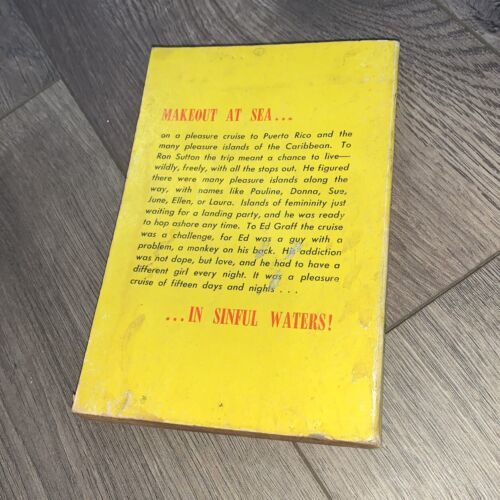 MAKEOUT AT SEA...
on a pleasure cruise to Puerto Rico and the
many pleasure islands of the Caribbean. To
Ron Sutton the trip meant a chance to live—
wildly, freely, with all the stops out. He figured
there were many pleasure islands along the
way, with names like Pauline, Donna, Sue,
June, Ellen, or Laura. Islands of femininity just
waiting for a landing party, and he was ready
to hop ashore any time. To Ed Graff the cruise
was a challenge, for Ed was a guy with a
problem, a monkey on his back. His addiction
was not dope, but love, and he had to have a
different girl every night. It was a pleasure
cruise of fifteen days and nights . . .
...IN SINFUL WATERS!